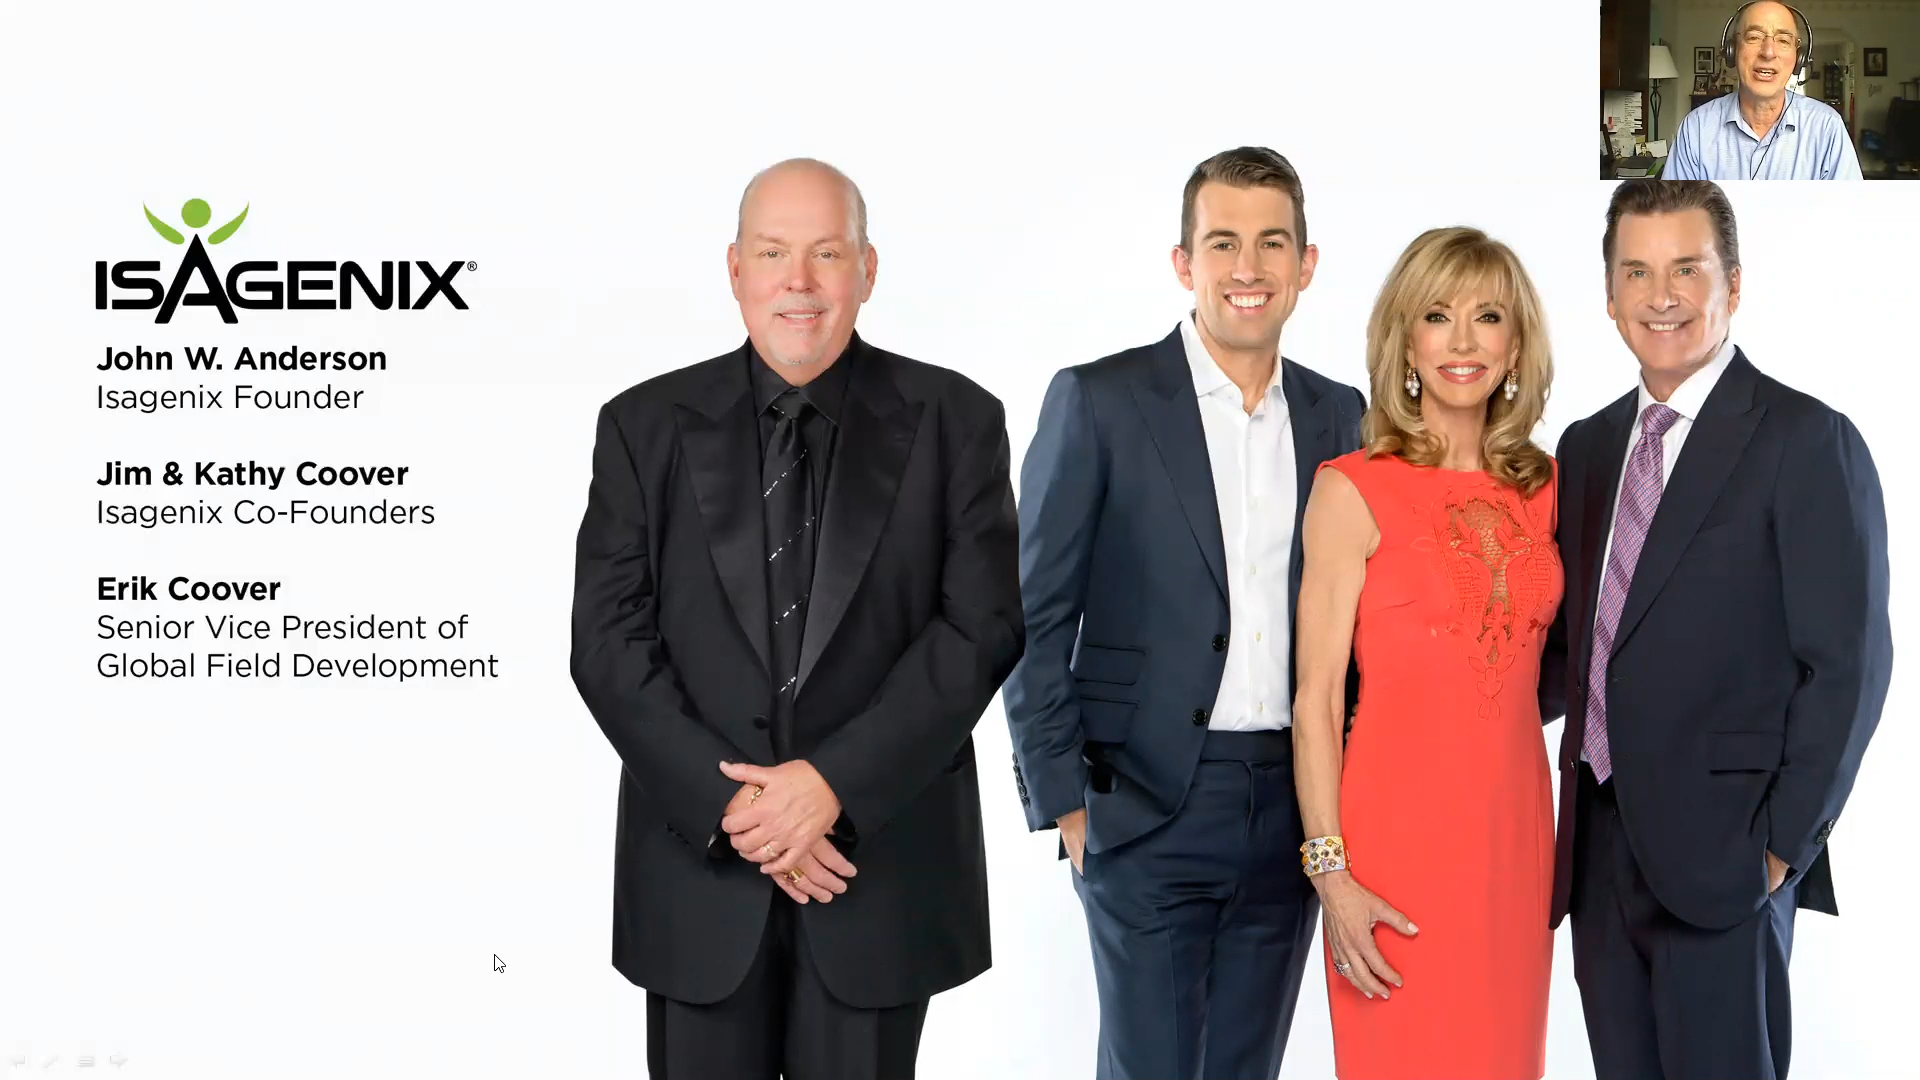 ISAGENIX®
John W. Anderson
Isagenix Founder
Jim & Kathy Coover
Isagenix Co-Founders
Erik Coover
Senior Vice President of
Global Field Development